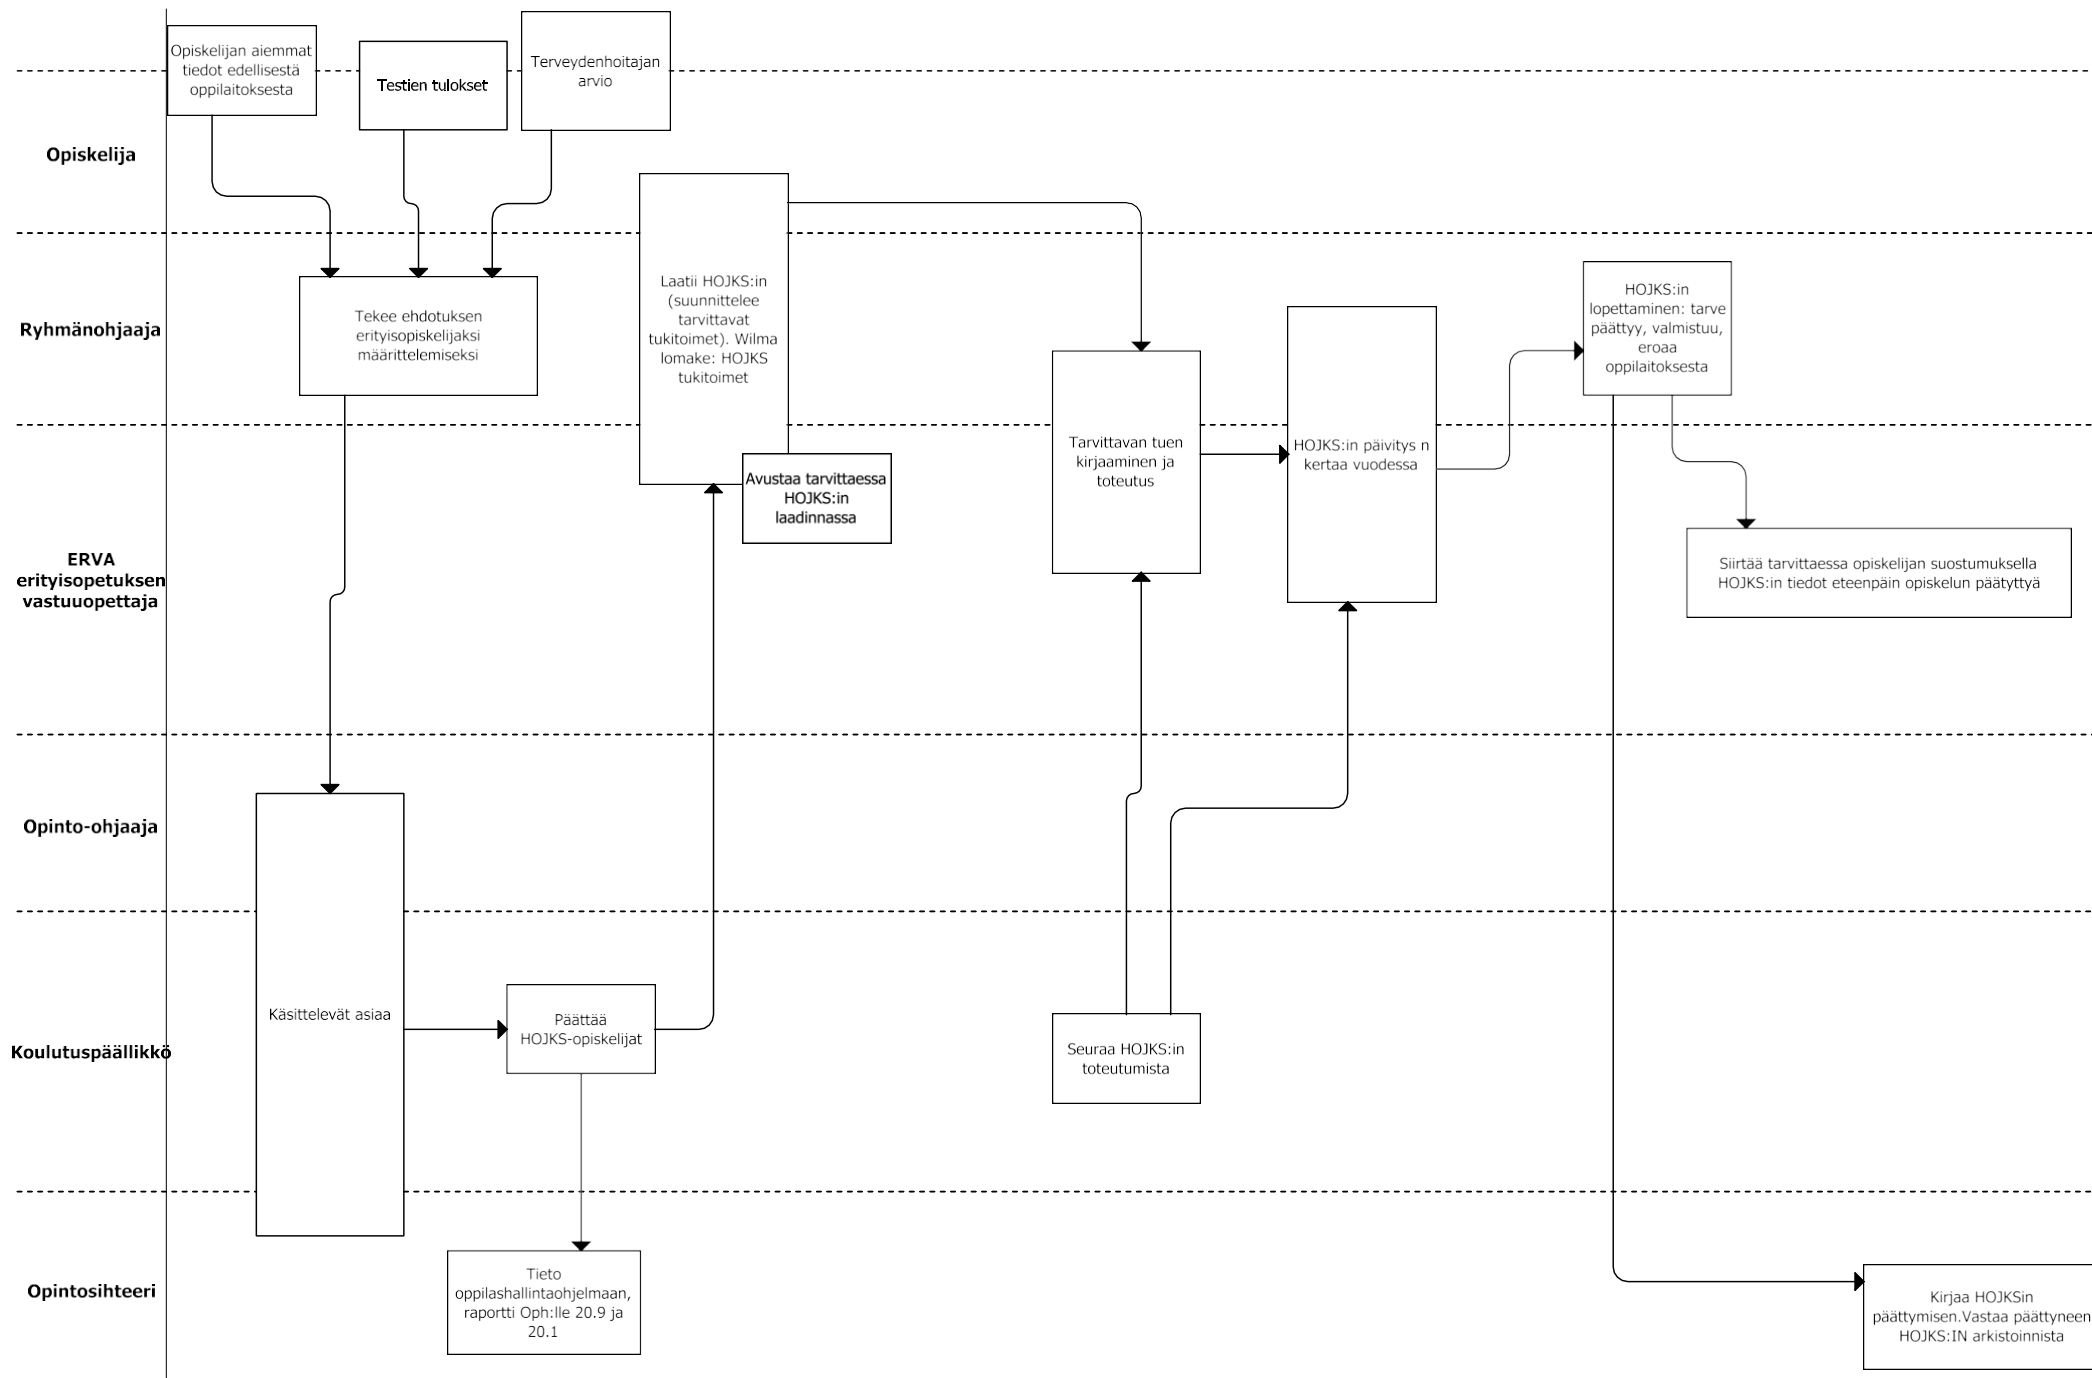 Opiskelijan aiemmat
tiedot edellisestä
oppilaitoksesta
Testien tulokset
Terveydenhoitajan
arvio
Opiskelija
Ryhmänohjaaja
Tekee ehdotuksen
erityisopiskelijaksi
määrittelemiseksi
Laatii HOJKS:in
(suunnittelee
tarvittavat
tukitoimet). Wilma
lomake: HOJKS
tukitoimet
HOJKS:in
lopettaminen: tarve
päättyy, valmistuu,
eroaa
oppilaitoksesta
Tarvittavan tuen
kirjaaminen ja
toteutus
HOJKS:in päivitys n
kertaa vuodessa
Avustaa tarvittaessa
HOJKS:in
laadinnassa
ERVA
erityisopetuksen
vastuuopettaja
Siirtää tarvittaessa opiskelijan suostumuksella
HOJKS:in tiedot eteenpäin opiskelun päätyttyä
Opinto-ohjaaja
Koulutuspäällikkö
Käsittelevät asiaa
Päättää
HOJKS-opiskelijat
Seuraa HOJKS:in
toteutumista
Opintosihteeri
Tieto
oppilashallintaohjelmaan,
raportti Oph:lle 20.9 ja
20.1
Kirjaa HOJKSin
päättymisen.Vastaa päättyneen
HOJKS:IN arkistoinnista